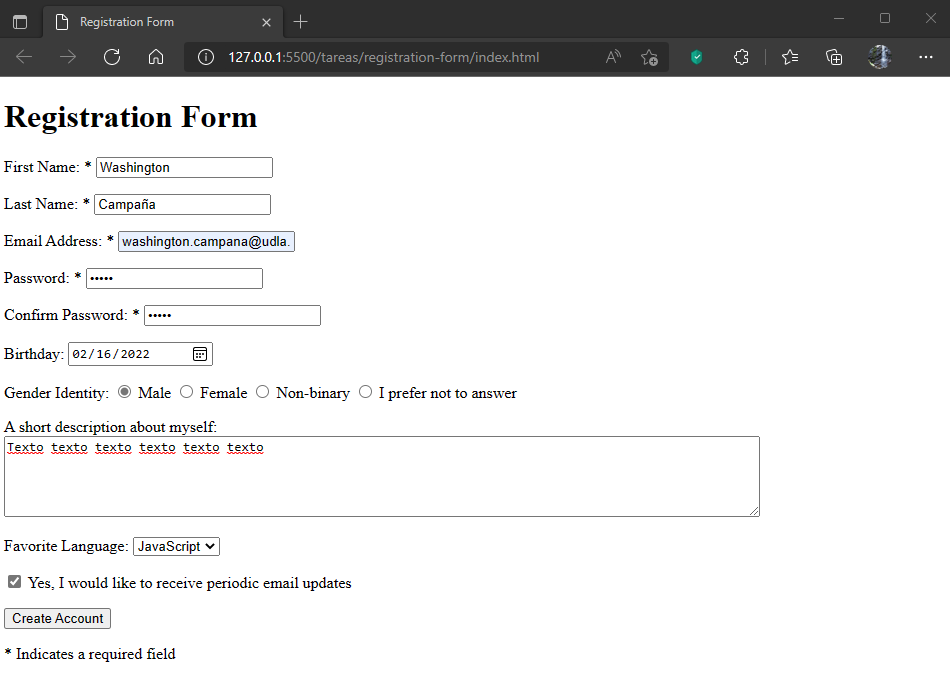 Registration Form
127.0.0.1:5500/tareas/registration-form/index.html
Registration Form
First Name: * Washington
Last Name: * Campaña
Email Address: * washington.campana@udla.
Password: * •••••
Confirm Password: * •••••
Birthday: 02/16/2022
Gender Identity: Male Female Non-binary I prefer not to answer
A short description about myself:
Texto texto texto texto texto texto
Favorite Language: JavaScript
Yes, I would like to receive periodic email updates
Create Account
* Indicates a required field